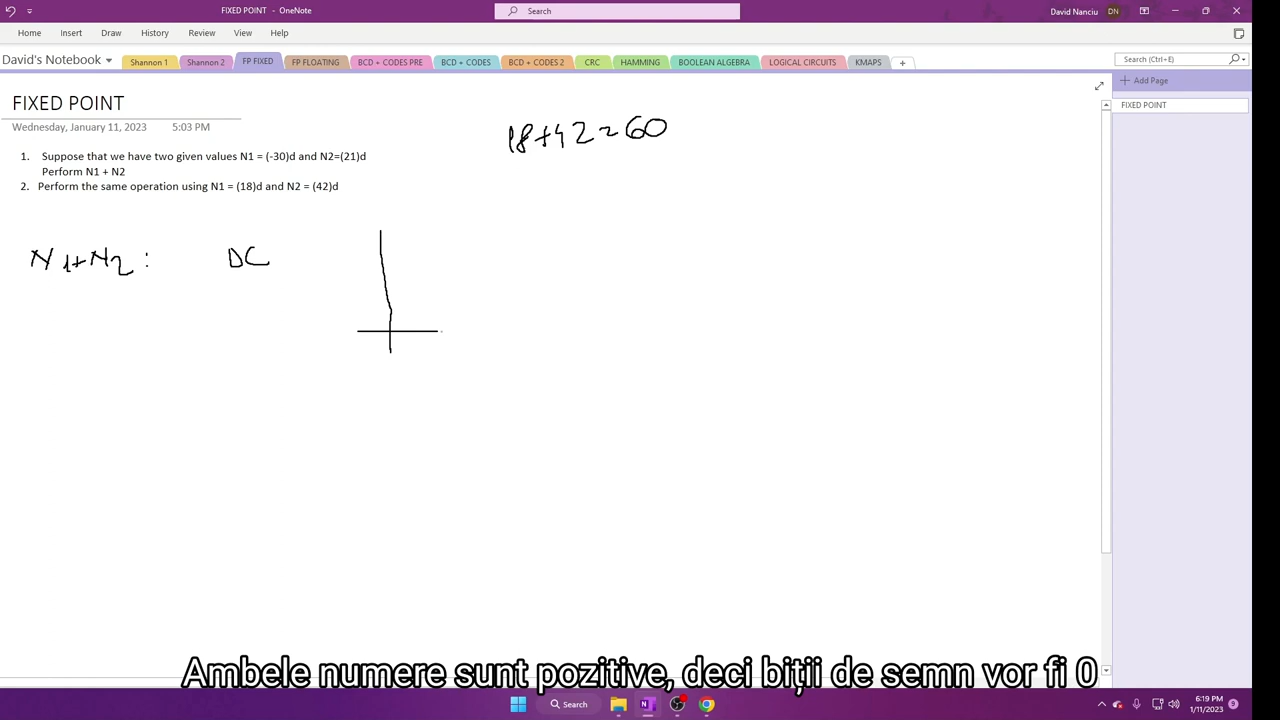 FIXED POINT - OneNote
Search
David Nanciu DN
Home Insert Draw History Review View Help
David's Notebook
Shannon 1 Shannon 2 FP FIXED FP FLOATING BCD + CODES PRE BCD + CODES BCD + CODES 2 CRC HAMMING BOOLEAN ALGEBRA LOGICAL CIRCUITS KMAPS
Search (Ctrl+E)
Add Page
FIXED POINT
FIXED POINT
Wednesday, January 11, 2023 5:03 PM
18+42=60
1. Suppose that we have two given values N1 = (-30)d and N2=(21)d
Perform N1 + N2
2. Perform the same operation using N1 = (18)d and N2 = (42)d
N1+N2: DC
Ambele numere sunt pozitive, deci biții de semn vor fi 0
Search
6:19 PM
1/11/2023